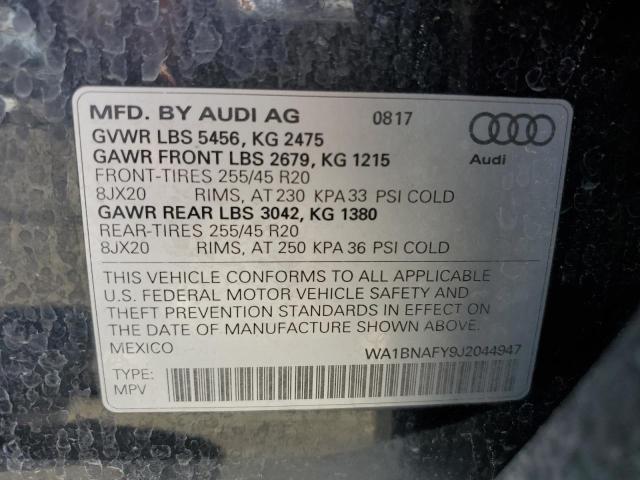 MFD. BY AUDI AG 0817
GVWR LBS 5456, KG 2475
GAWR FRONT LBS 2679, KG 1215
Audi
FRONT-TIRES 255/45 R20
8JX20 RIMS, AT 230 KPA 33 PSI COLD
GAWR REAR LBS 3042, KG 1380
REAR-TIRES 255/45 R20
8JX20 RIMS, AT 250 KPA 36 PSI COLD
THIS VEHICLE CONFORMS TO ALL APPLICABLE
U.S. FEDERAL MOTOR VEHICLE SAFETY AND
THEFT PREVENTION STANDARDS IN EFFECT ON
THE DATE OF MANUFACTURE SHOWN ABOVE.
MEXICO WA1BNAFY9J2044947
TYPE:
MPV